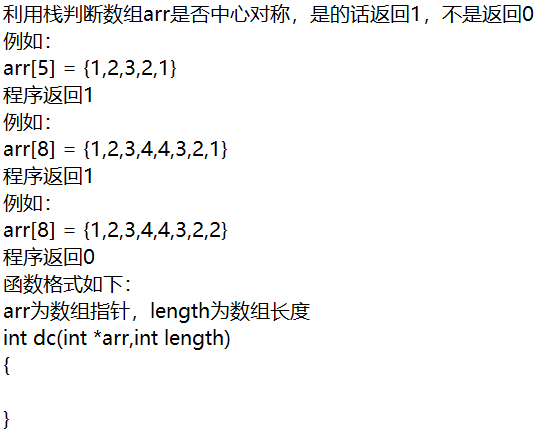 利用栈判断数组arr是否中心对称，是的话返回1，不是返回0
例如：
arr[5] = {1,2,3,2,1}
程序返回1
例如：
arr[8] = {1,2,3,4,4,3,2,1}
程序返回1
例如：
arr[8] = {1,2,3,4,4,3,2,2}
程序返回0
函数格式如下：
arr为数组指针，length为数组长度
int dc(int *arr,int length)
{
}